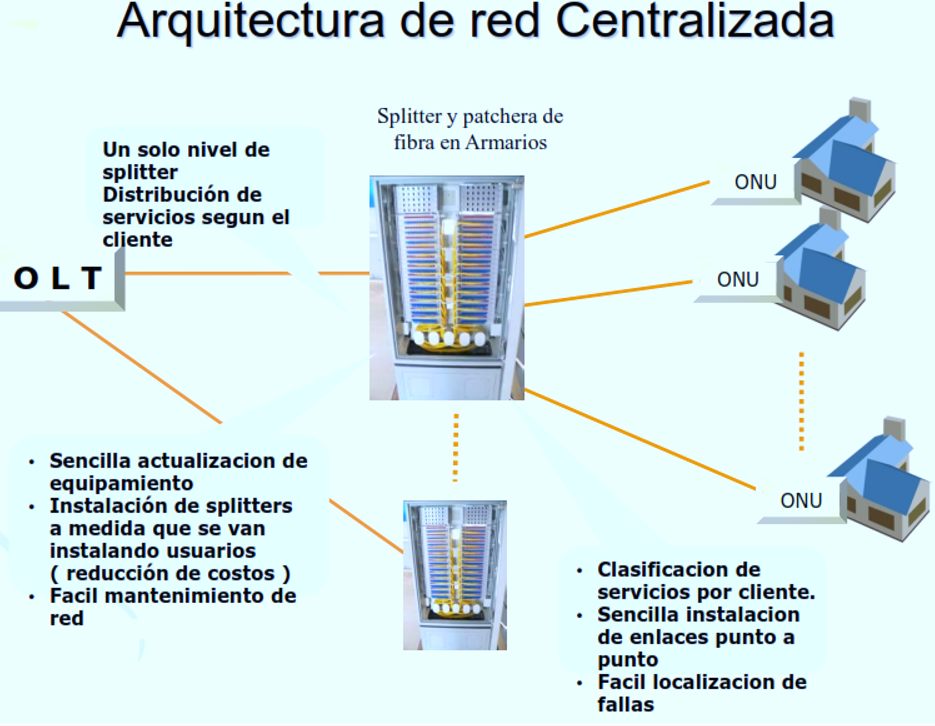 Arquitectura de red Centralizada
Splitter y patchera de
fibra en Armarios
Un solo nivel de
splitter
Distribución de
servicios segun el
cliente
O L T
ONU
ONU
ONU
• Sencilla actualizacion de
equipamiento
• Instalación de splitters
a medida que se van
instalando usuarios
( reducción de costos )
• Facil mantenimiento de
red
• Clasificacion de
servicios por cliente.
• Sencilla instalacion
de enlaces punto a
punto
• Facil localizacion de
fallas